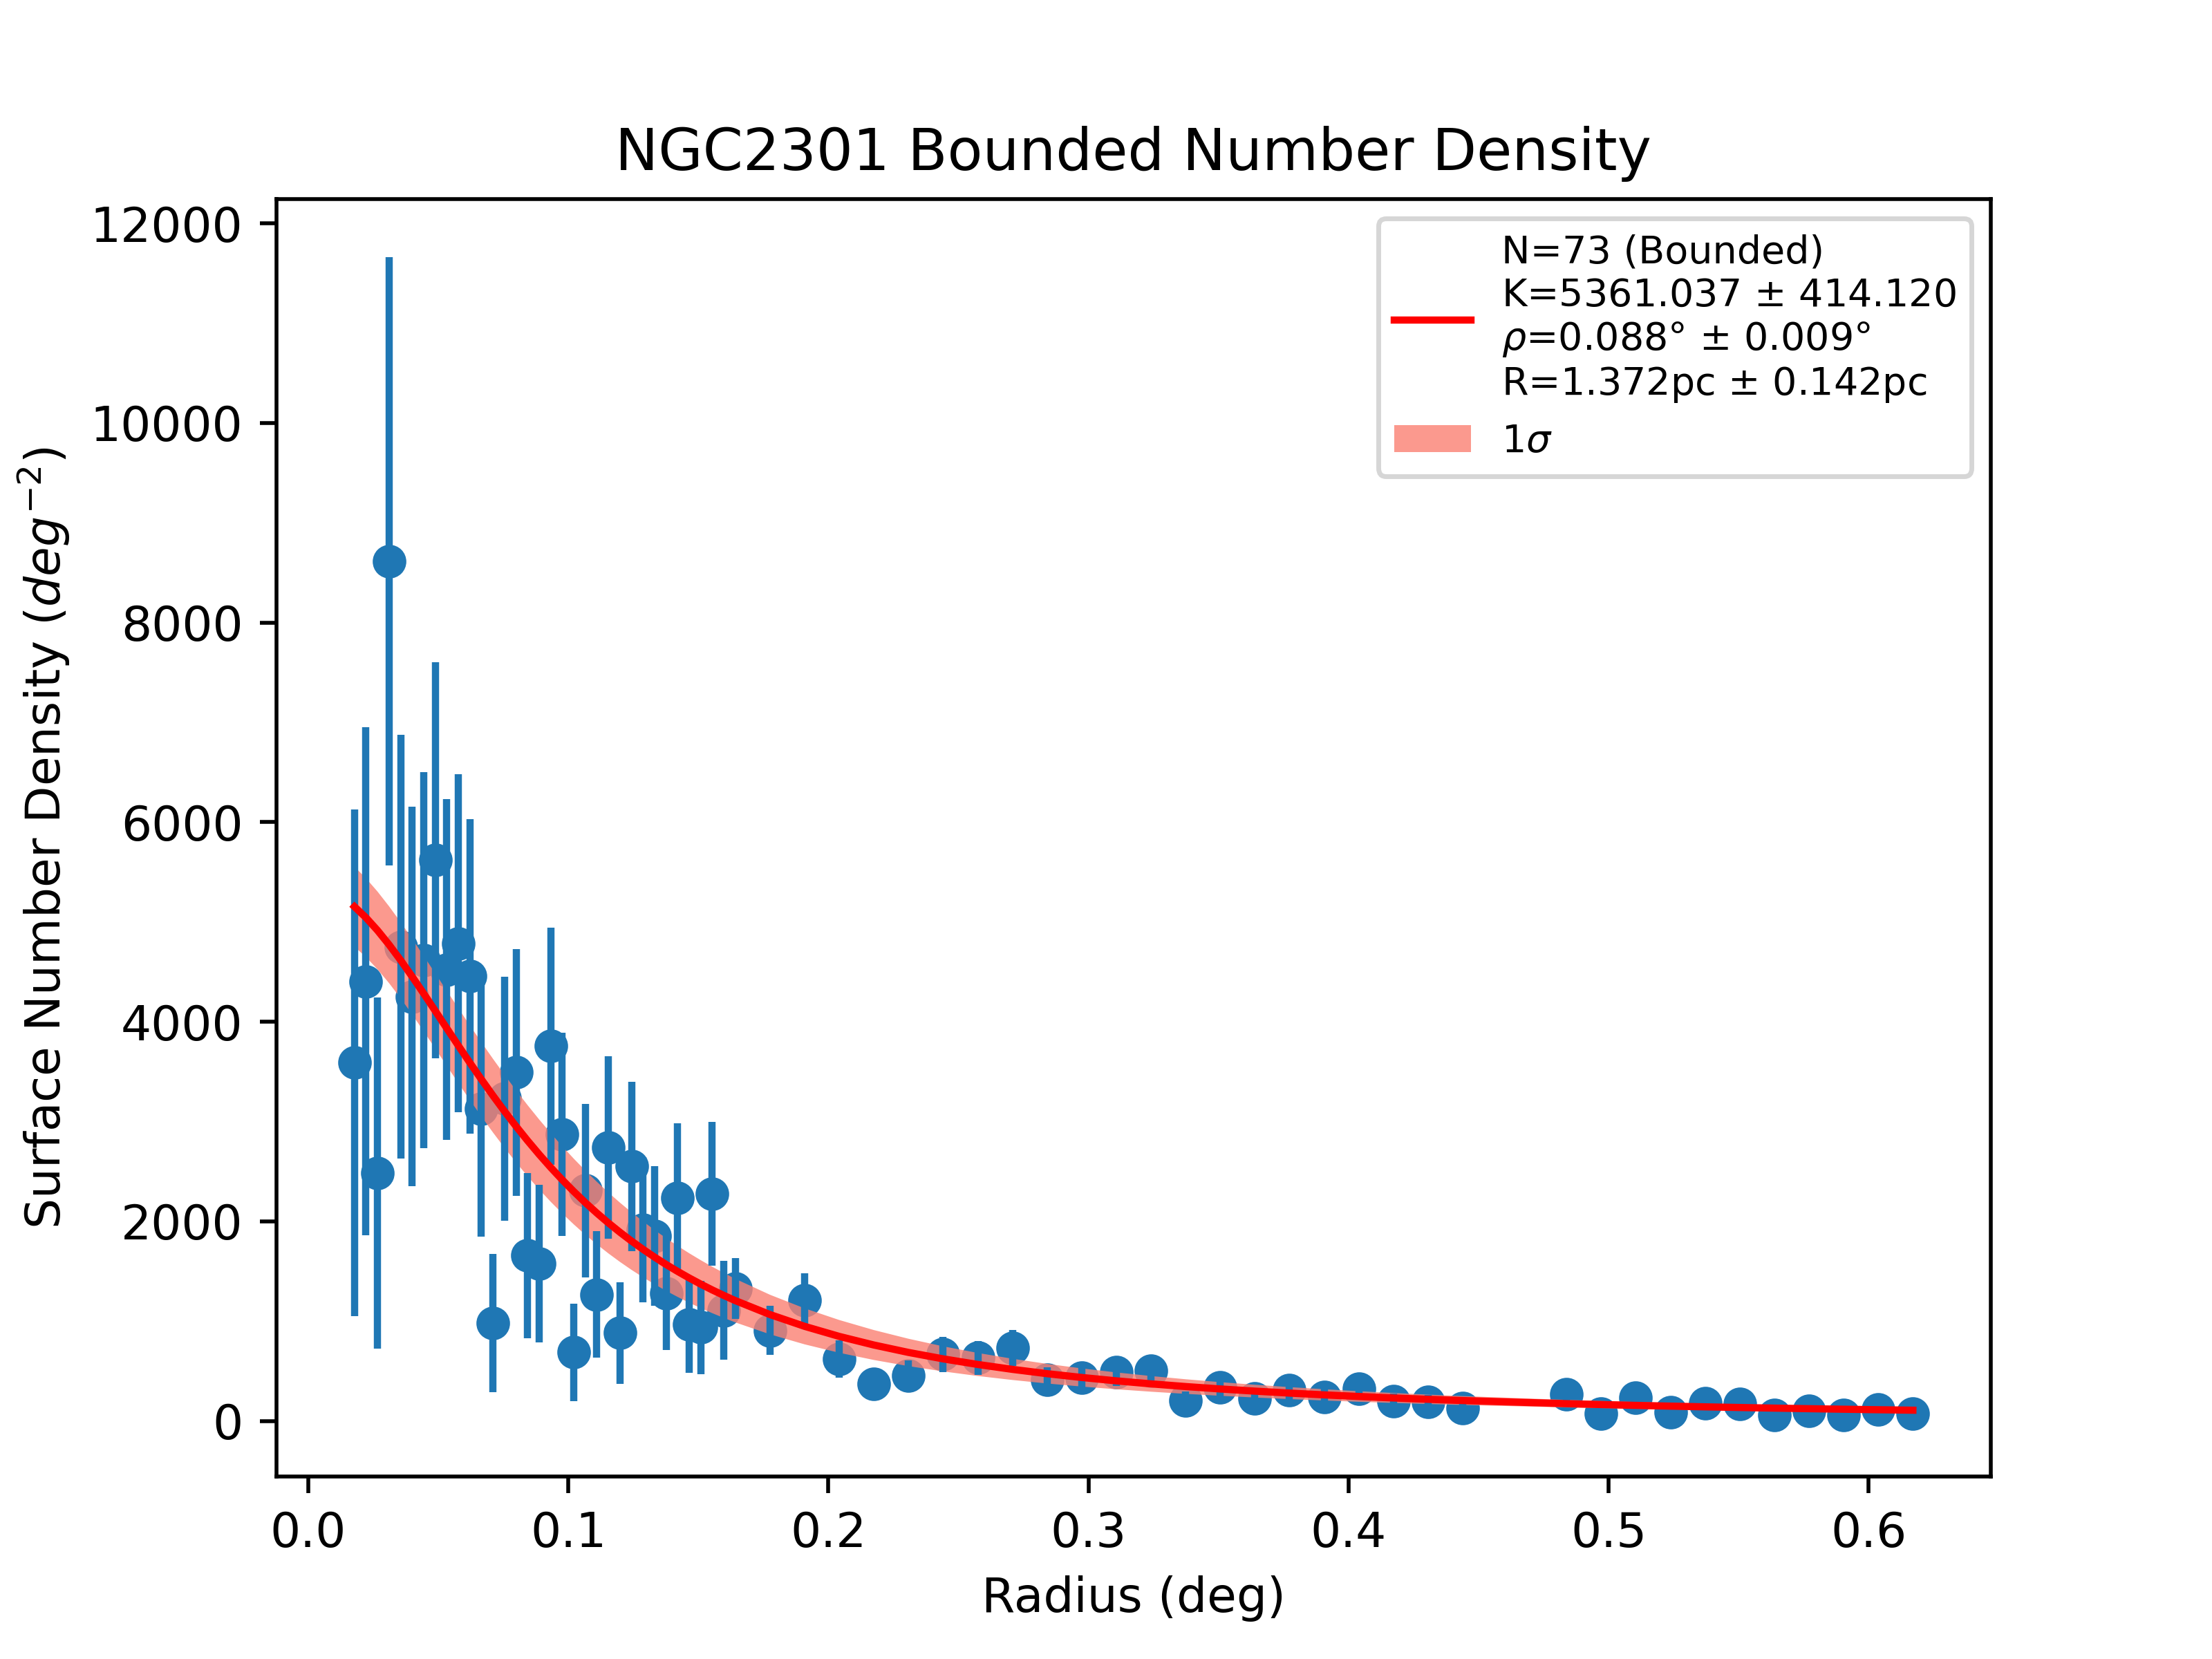 NGC2301 Bounded Number Density
12000
10000
8000
6000
4000
2000
0
Surface Number Density (deg⁻²)
N=73 (Bounded)
K=5361.037 ± 414.120
ρ=0.088° ± 0.009°
R=1.372pc ± 0.142pc
1σ
0.0 0.1 0.2 0.3 0.4 0.5 0.6
Radius (deg)